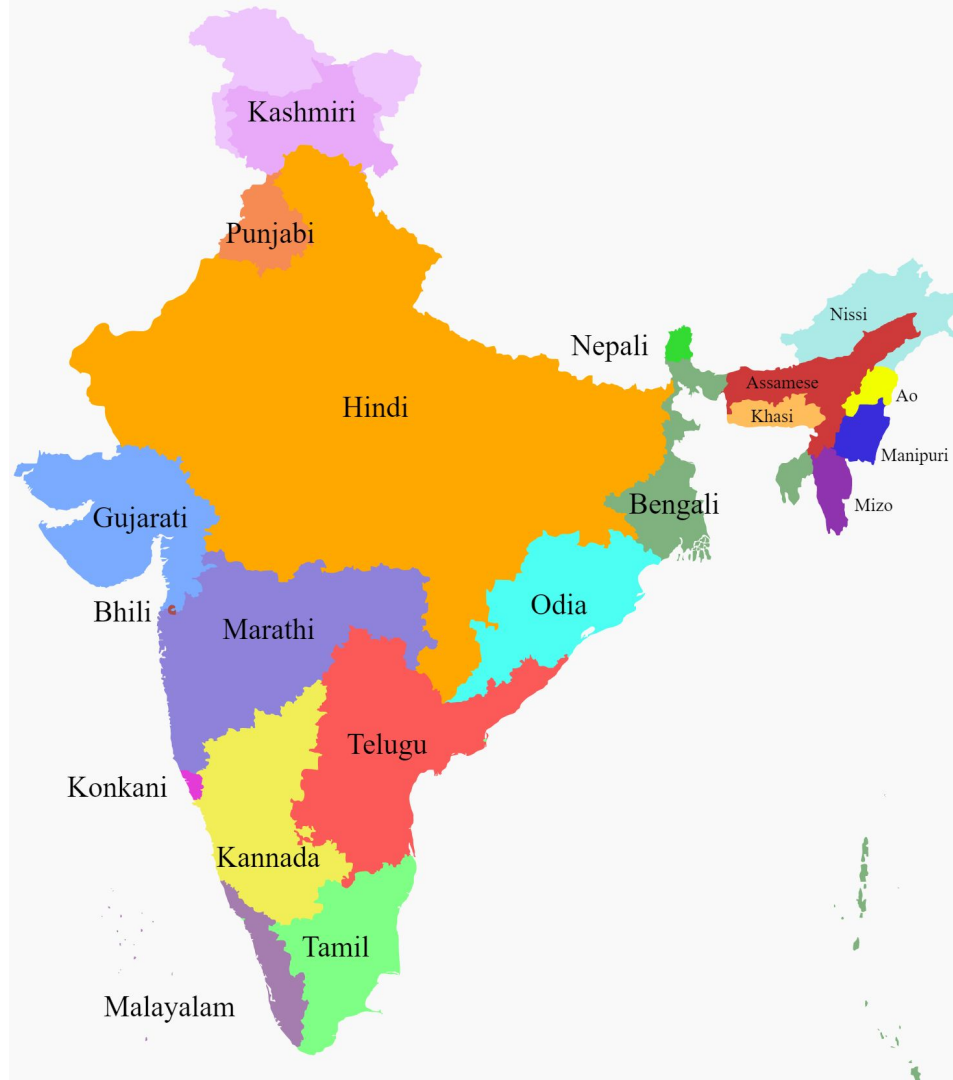 Kashmiri
Punjabi
Nissi
Nepali
Assamese
Ao
Hindi
Khasi
Manipuri
Bengali
Mizo
Gujarati
Bhili
Odia
Marathi
Telugu
Konkani
Kannada
Tamil
Malayalam